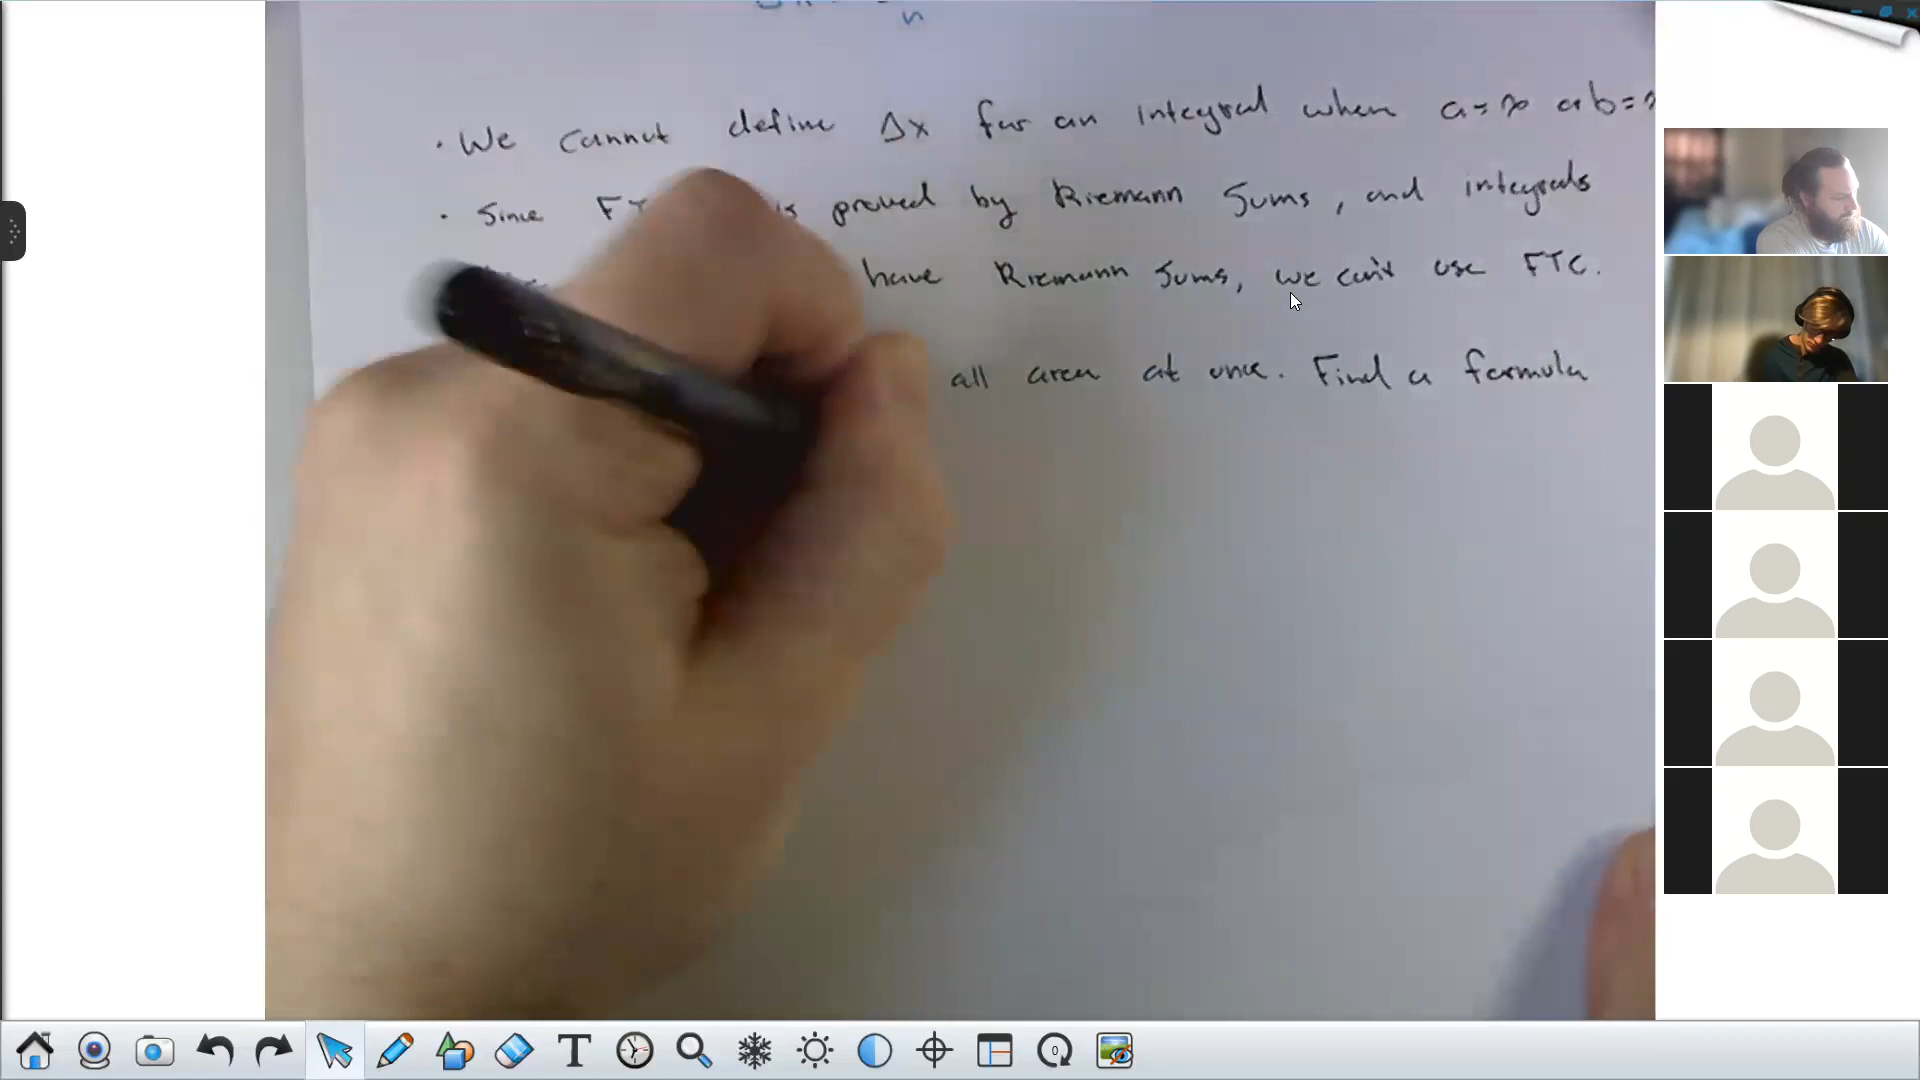 n
· We cannot define Δx for an integral when a=∞ or b=
· Since is proved by Riemann Sums, and integrals
have Riemann Sums, we can't use FTC.
all area at once. Find a formula
T
0